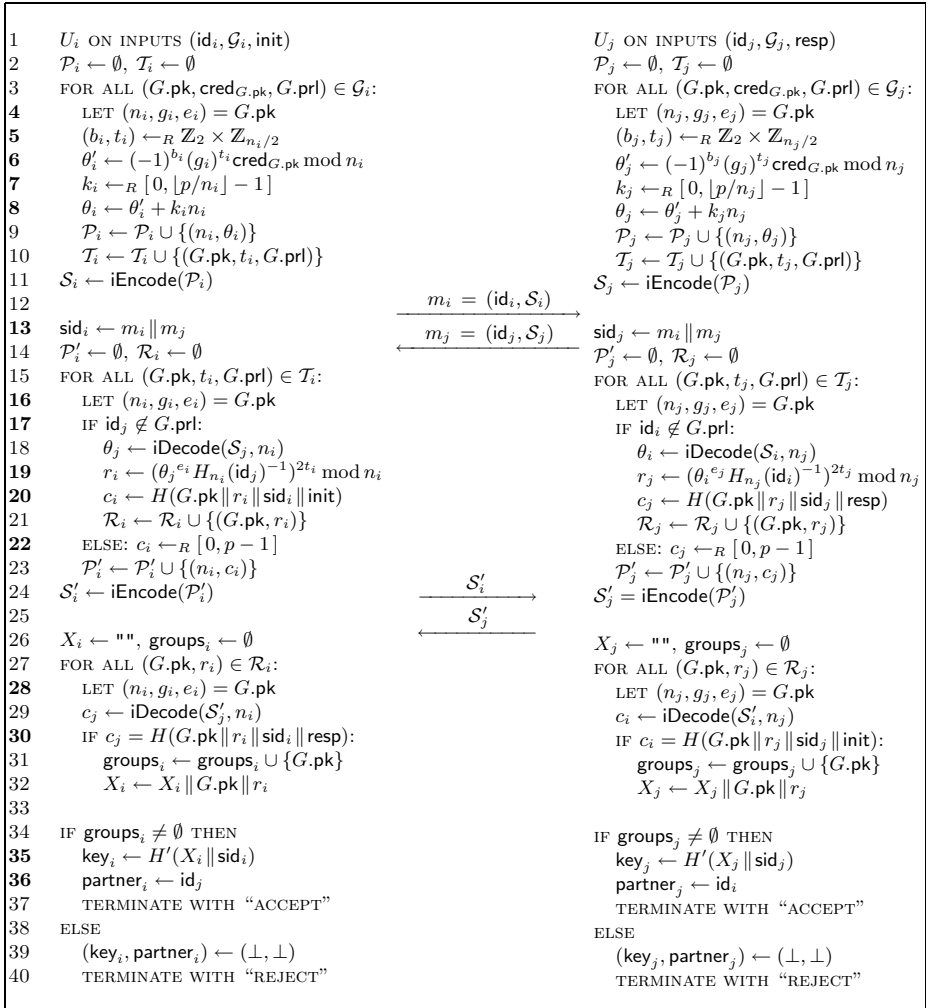 1 U_i ON INPUTS (id_i, 𝒢_i, init) U_j ON INPUTS (id_j, 𝒢_j, resp)
2 𝒫_i ← ∅, 𝒯_i ← ∅ 𝒫_j ← ∅, 𝒯_j ← ∅
3 FOR ALL (G.pk, cred_{G.pk}, G.prl) ∈ 𝒢_i: FOR ALL (G.pk, cred_{G.pk}, G.prl) ∈ 𝒢_j:
4 LET (n_i, g_i, e_i) = G.pk LET (n_j, g_j, e_j) = G.pk
5 (b_i, t_i) ←_R ℤ_2 × ℤ_{n_i/2} (b_j, t_j) ←_R ℤ_2 × ℤ_{n_j/2}
6 θ′_i ← (−1)^{b_i} (g_i)^{t_i} cred_{G.pk} mod n_i θ′_j ← (−1)^{b_j} (g_j)^{t_j} cred_{G.pk} mod n_j
7 k_i ←_R [0, ⌊p/n_i⌋ − 1] k_j ←_R [0, ⌊p/n_j⌋ − 1]
8 θ_i ← θ′_i + k_i n_i θ_j ← θ′_j + k_j n_j
9 𝒫_i ← 𝒫_i ∪ {(n_i, θ_i)} 𝒫_j ← 𝒫_j ∪ {(n_j, θ_j)}
10 𝒯_i ← 𝒯_i ∪ {(G.pk, t_i, G.prl)} 𝒯_j ← 𝒯_j ∪ {(G.pk, t_j, G.prl)}
11 𝒮_i ← iEncode(𝒫_i) 𝒮_j ← iEncode(𝒫_j)
12 m_i = (id_i, 𝒮_i)
13 sid_i ← m_i ∥ m_j m_j = (id_j, 𝒮_j) sid_j ← m_i ∥ m_j
14 𝒫′_i ← ∅, ℛ_i ← ∅ 𝒫′_j ← ∅, ℛ_j ← ∅
15 FOR ALL (G.pk, t_i, G.prl) ∈ 𝒯_i: FOR ALL (G.pk, t_j, G.prl) ∈ 𝒯_j:
16 LET (n_i, g_i, e_i) = G.pk LET (n_j, g_j, e_j) = G.pk
17 IF id_j ∉ G.prl: IF id_i ∉ G.prl:
18 θ_j ← iDecode(𝒮_j, n_i) θ_i ← iDecode(𝒮_i, n_j)
19 r_i ← (θ_j^{e_i} H_{n_i}(id_j)^{−1})^{2t_i} mod n_i r_j ← (θ_i^{e_j} H_{n_j}(id_i)^{−1})^{2t_j} mod n_j
20 c_i ← H(G.pk ∥ r_i ∥ sid_i ∥ init) c_j ← H(G.pk ∥ r_j ∥ sid_j ∥ resp)
21 ℛ_i ← ℛ_i ∪ {(G.pk, r_i)} ℛ_j ← ℛ_j ∪ {(G.pk, r_j)}
22 ELSE: c_i ←_R [0, p − 1] ELSE: c_j ←_R [0, p − 1]
23 𝒫′_i ← 𝒫′_i ∪ {(n_i, c_i)} 𝒫′_j ← 𝒫′_j ∪ {(n_j, c_j)}
24 𝒮′_i ← iEncode(𝒫′_i) 𝒮′_i 𝒮′_j = iEncode(𝒫′_j)
25 𝒮′_j
26 X_i ← "", groups_i ← ∅ X_j ← "", groups_j ← ∅
27 FOR ALL (G.pk, r_i) ∈ ℛ_i: FOR ALL (G.pk, r_j) ∈ ℛ_j:
28 LET (n_i, g_i, e_i) = G.pk LET (n_j, g_j, e_j) = G.pk
29 c_j ← iDecode(𝒮′_j, n_i) c_i ← iDecode(𝒮′_i, n_j)
30 IF c_j = H(G.pk ∥ r_i ∥ sid_i ∥ resp): IF c_i = H(G.pk ∥ r_j ∥ sid_j ∥ init):
31 groups_i ← groups_i ∪ {G.pk} groups_j ← groups_j ∪ {G.pk}
32 X_i ← X_i ∥ G.pk ∥ r_i X_j ← X_j ∥ G.pk ∥ r_j
33
34 IF groups_i ≠ ∅ THEN IF groups_j ≠ ∅ THEN
35 key_i ← H′(X_i ∥ sid_i) key_j ← H′(X_j ∥ sid_j)
36 partner_i ← id_j partner_j ← id_i
37 TERMINATE WITH “ACCEPT” TERMINATE WITH “ACCEPT”
38 ELSE ELSE
39 (key_i, partner_i) ← (⊥, ⊥) (key_j, partner_j) ← (⊥, ⊥)
40 TERMINATE WITH “REJECT” TERMINATE WITH “REJECT”